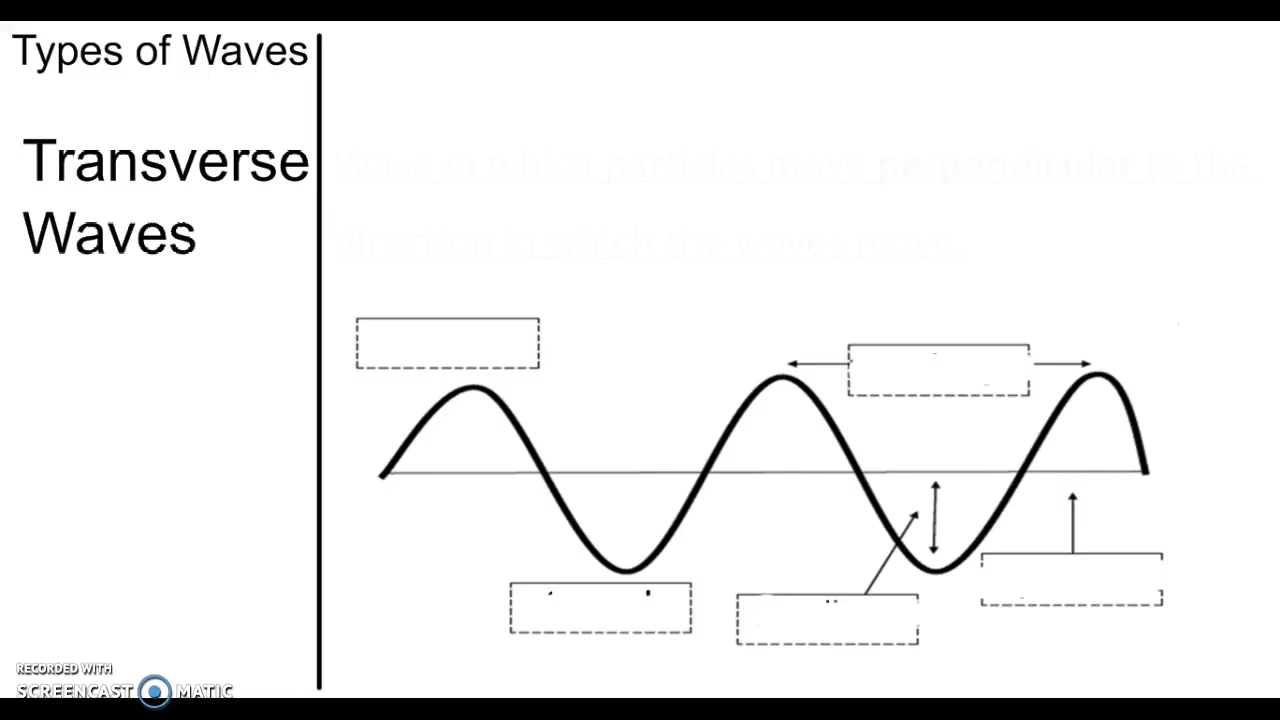 Types of Waves
Transverse
Waves
Wave in which particles move perpendicular to the
direction in which the waves move.
RECORDED WITH
SCREENCAST MATIC